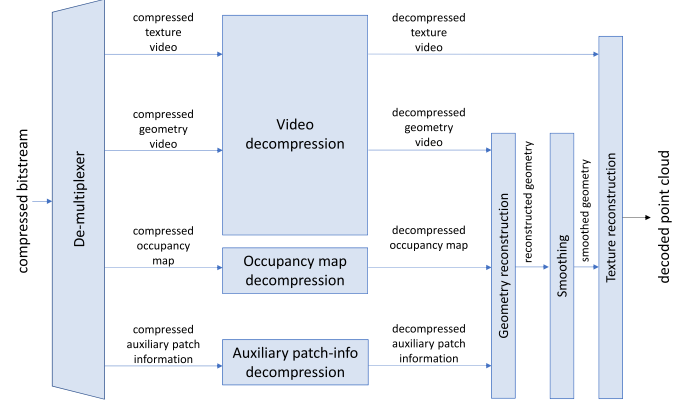 compressed bitstream
De-multiplexer
compressed
texture
video
compressed
geometry
video
compressed
occupancy
map
compressed
auxiliary patch
information
Video
decompression
Occupancy map
decompression
Auxiliary patch-info
decompression
decompressed
texture
video
decompressed
geometry
video
decompressed
occupancy map
decompressed
auxiliary patch
information
Geometry reconstruction
reconstructed geometry
Smoothing
smoothed geometry
Texture reconstruction
decoded point cloud